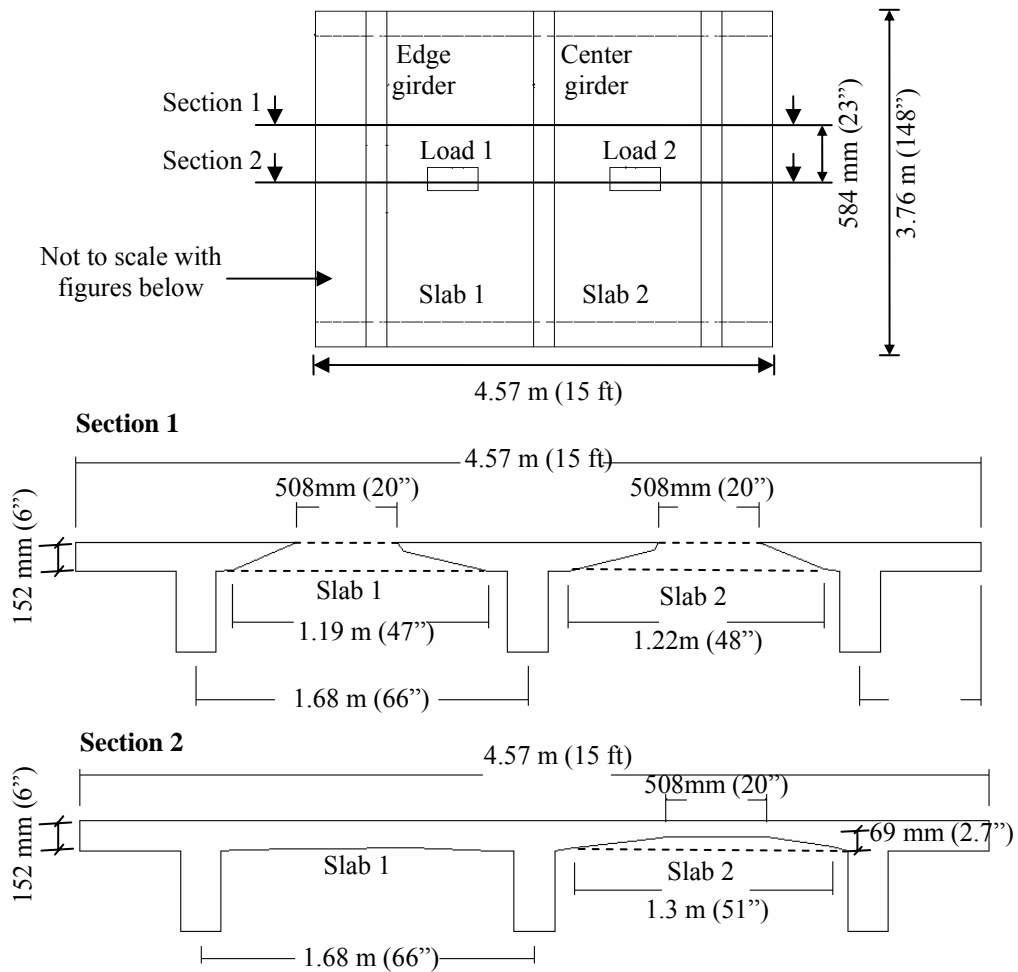 Edge
girder
Center
girder
Section 1
Section 2
Load 1
Load 2
584 mm (23”)
3.76 m (148”)
Not to scale with
figures below
Slab 1
Slab 2
4.57 m (15 ft)
Section 1
4.57 m (15 ft)
508mm (20”)
508mm (20”)
152 mm (6”)
Slab 1
Slab 2
1.19 m (47”)
1.22m (48”)
1.68 m (66”)
Section 2
4.57 m (15 ft)
508mm (20”)
152 mm (6”)
69 mm (2.7”)
Slab 1
Slab 2
1.3 m (51”)
1.68 m (66”)